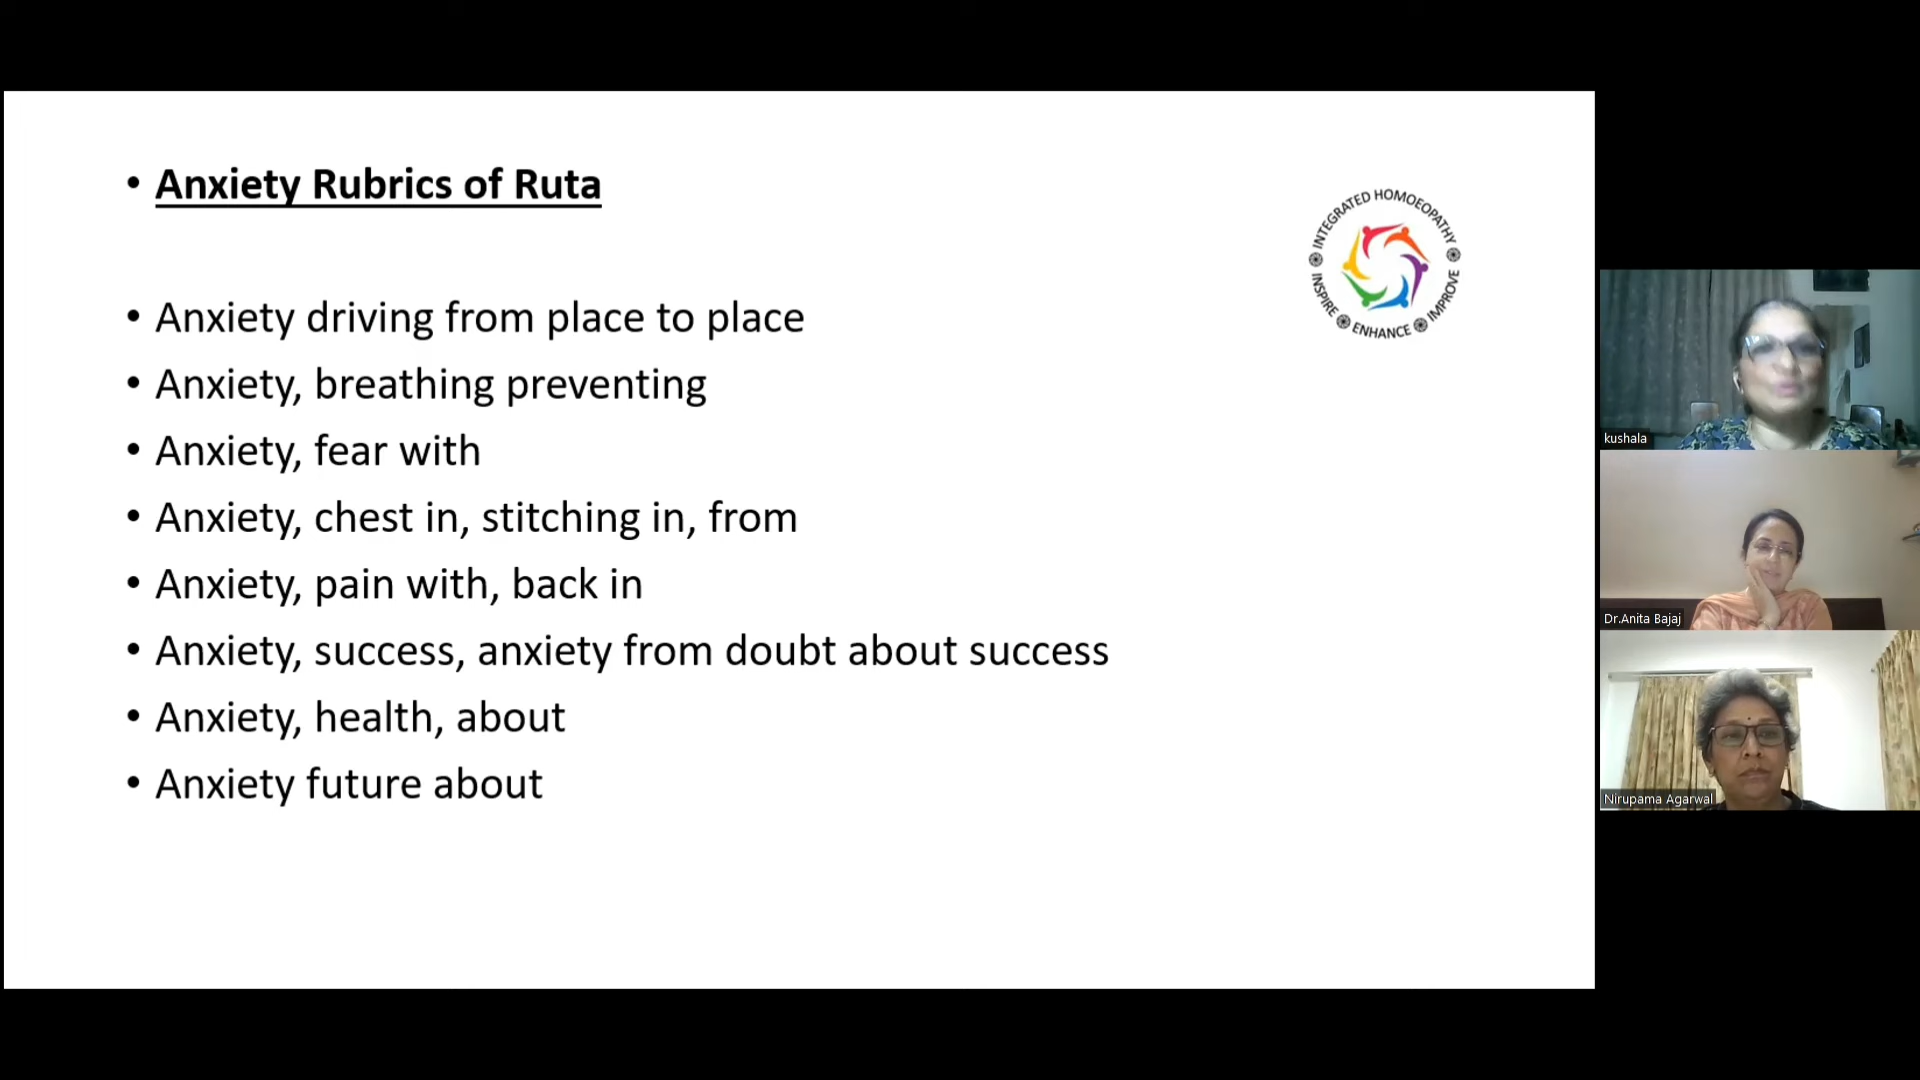 • Anxiety Rubrics of Ruta
• Anxiety driving from place to place
• Anxiety, breathing preventing
• Anxiety, fear with
• Anxiety, chest in, stitching in, from
• Anxiety, pain with, back in
• Anxiety, success, anxiety from doubt about success
• Anxiety, health, about
• Anxiety future about
INTEGRATED HOMOEOPATHY
INSPIRE
ENHANCE
IMPROVE
kushala
Dr.Anita Bajaj
Nirupama Agarwal